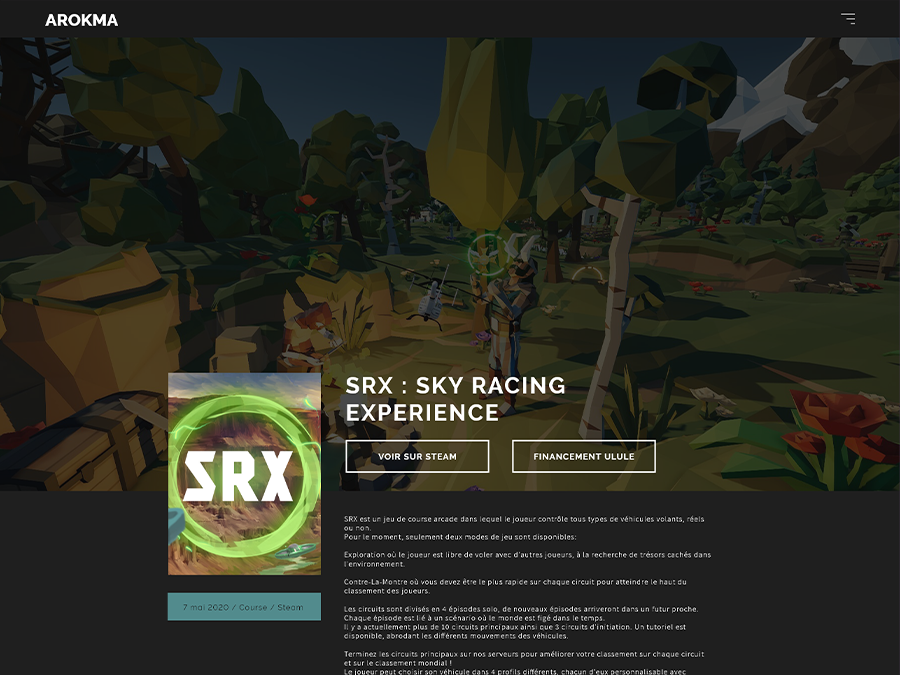 AROKMA
SRX : SKY RACING
EXPERIENCE
VOIR SUR STEAM
FINANCEMENT ULULE
SRX
7 mai 2020 / Course / Steam
SRX est un jeu de course arcade dans lequel le joueur contrôle tous types de véhicules volants, réels
ou non.
Pour le moment, seulement deux modes de jeu sont disponibles:
Exploration où le joueur est libre de voler avec d'autres joueurs, à la recherche de trésors cachés dans
l'environnement.
Contre-La-Montre où vous devez être le plus rapide sur chaque circuit pour atteindre le haut du
classement des joueurs.
Les circuits sont divisés en 4 épisodes solo, de nouveaux épisodes arriveront dans un futur proche.
Chaque épisode est lié à un scénario où le monde est figé dans le temps.
Il y a actuellement plus de 10 circuits principaux ainsi que 3 circuits d'initiation. Un tutoriel est
disponible, abrodant les différents mouvements des véhicules.
Terminez les circuits principaux sur nos serveurs pour améliorer votre classement sur chaque circuit
et sur le classement mondial !
Le joueur peut choisir son véhicule dans 4 profils différents, chacun d'eux personnalisable avec